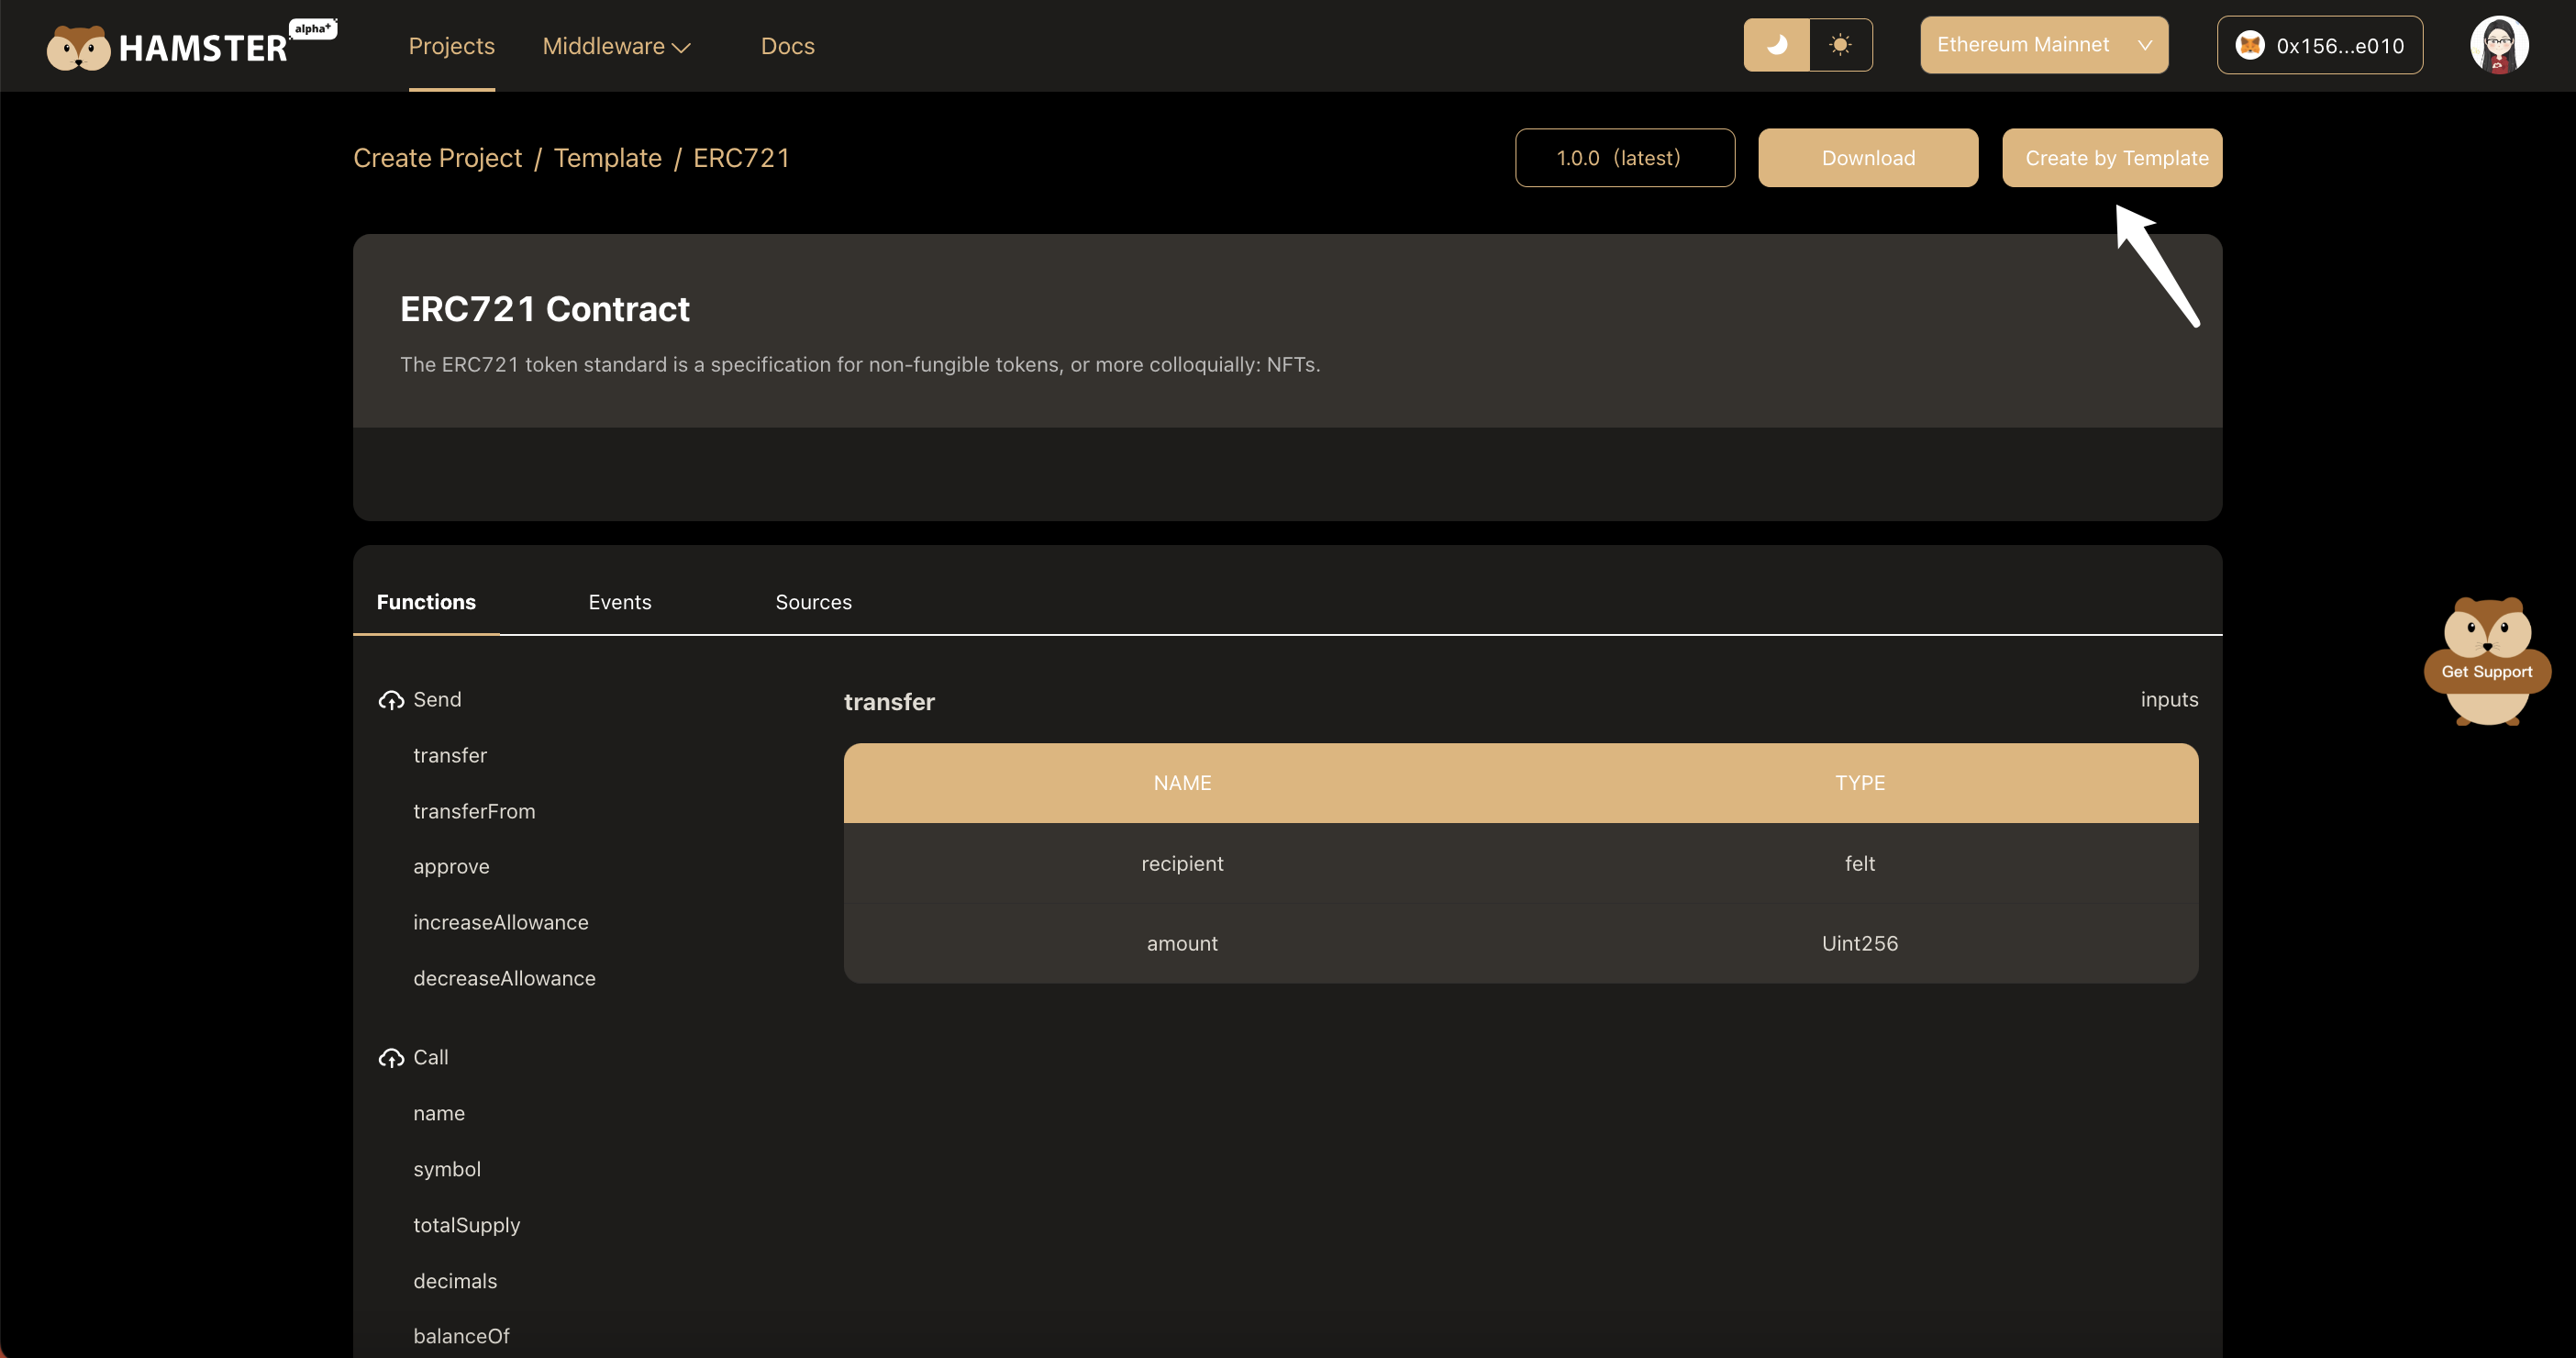 HAMSTER alpha+
Projects Middleware Docs
Ethereum Mainnet
0x156...e010
Create Project / Template / ERC721
1.0.0 (latest)
Download
Create by Template
ERC721 Contract
The ERC721 token standard is a specification for non-fungible tokens, or more colloquially: NFTs.
Functions Events Sources
Send
transfer
transferFrom
approve
increaseAllowance
decreaseAllowance
Call
name
symbol
totalSupply
decimals
balanceOf
transfer inputs
NAME TYPE
recipient felt
amount Uint256
Get Support